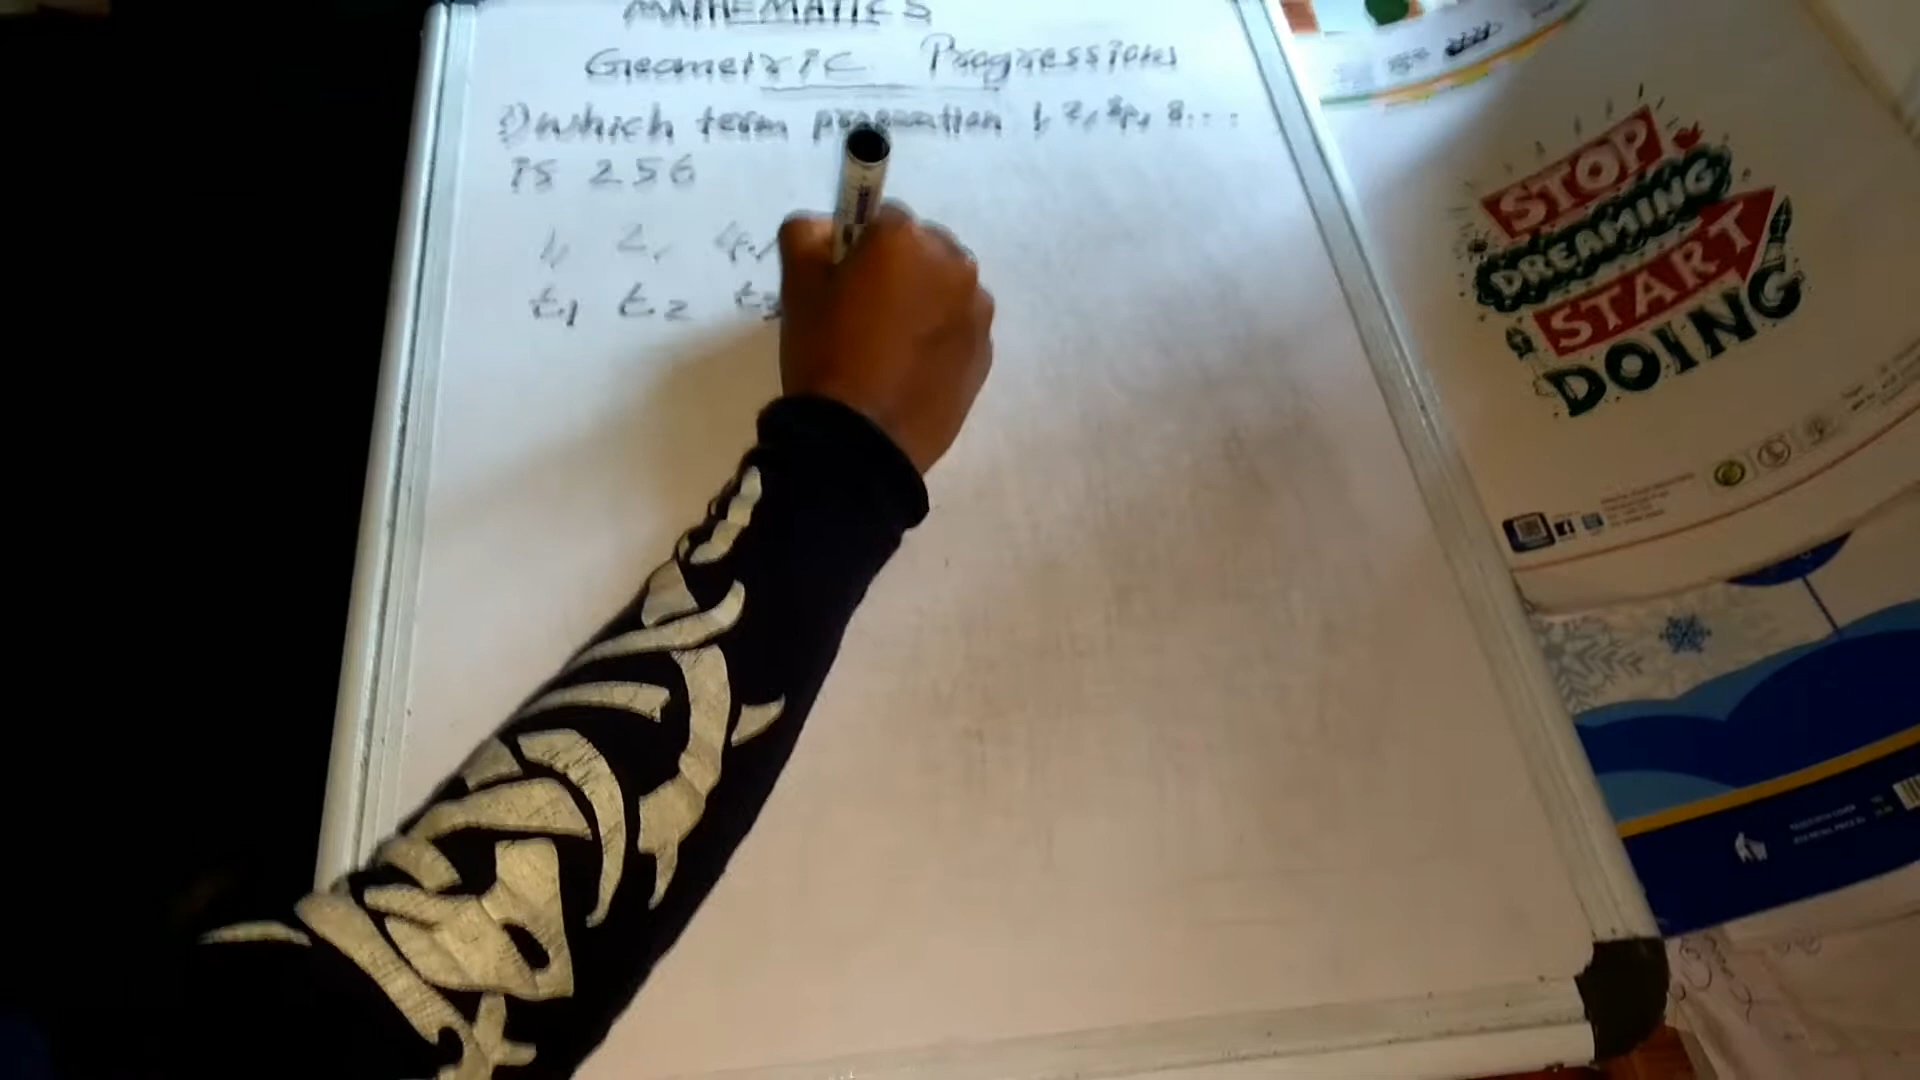 MATHEMATICS
Geometric Progressions
1) which term 1, 2, 4, 8...
is 256
1, 2, 4,
t1 t2 t3
STOP
DREAMING
START
DOING